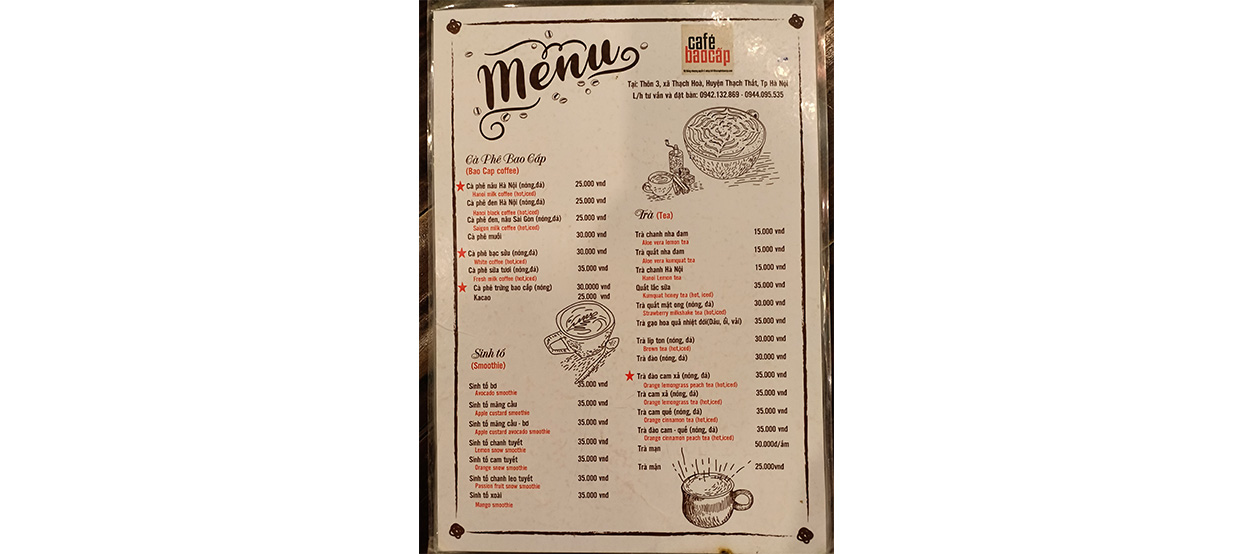 Menu
café
baocấp
Tại: Thôn 3, xã Thạch Hoà, Huyện Thạch Thất, Tp Hà Nội
L/h tư vấn và đặt bàn: 0942.132.869 - 0944.095.535
Cà Phê Bao Cấp
(Bao Cap coffee)
Cà phê nâu Hà Nội (nóng,đá) 25.000 vnd
Hanoi milk coffee (hot,iced)
Cà phê đen Hà Nội (nóng,đá) 25.000 vnd
Hanoi black coffee (hot,iced)
Cà phê đen, nâu Sài Gòn (nóng,đá) 25.000 vnd
Saigon milk coffee (hot,iced)
Cà phê muối 30.000 vnd
Cà phê bạc sửu (nóng,đá) 30.000 vnd
White coffee (hot,iced)
Cà phê sữa tươi (nóng,đá) 35.000 vnd
Fresh milk coffee (hot,iced)
Cà phê trứng bao cấp (nóng) 30.0000 vnd
Kacao 25.000 vnd
Sinh tố
(Smoothie)
Sinh tố bơ 35.000 vnd
Avocado smoothie
Sinh tố mãng cầu 35.000 vnd
Apple custard smoothie
Sinh tố mãng cầu - bơ 35.000 vnd
Apple custard avocado smoothie
Sinh tố chanh tuyết 35.000 vnd
Lemon snow smoothie
Sinh tố cam tuyết 35.000 vnd
Orange snow smoothie
Sinh tố chanh leo tuyết 35.000 vnd
Passion fruit snow smoothie
Sinh tố xoài 35.000 vnd
Mango smoothie
Trà (Tea)
Trà chanh nha đam 15.000 vnd
Aloe vera lemon tea
Trà quất nha đam 15.000 vnd
Aloe vera komquat tea
Trà chanh Hà Nội 15.000 vnd
Hanoi Lemon tea
Quất lắc sữa 35.000 vnd
Kumquat honey tea (hot, iced)
Trà quất mật ong (nóng, đá) 30.000 vnd
Strawberry milkshake tea (hot,iced)
Trà gạo hoa quả nhiệt đới(Dâu, ổi, vải) 35.000 vnd
Trà líp ton (nóng, đá) 30.000 vnd
Brown tea (hot,iced)
Trà đào (nóng, đá) 30.000 vnd
Trà đào cam xả (nóng, đá) 35.000 vnd
Orange lemongrass peach tea (hot,iced)
Trà cam xả (nóng, đá) 35.000 vnd
Orange lemongrass tea (hot,iced)
Trà cam quế (nóng, đá) 35.000 vnd
Orange cinnamon tea (hot,iced)
Trà đào cam - quế (nóng, đá) 35.000 vnd
Orange cinnamon peach tea (hot,iced)
Trà mạn 50.000đ/ấm
Trà mận 25.000vnd